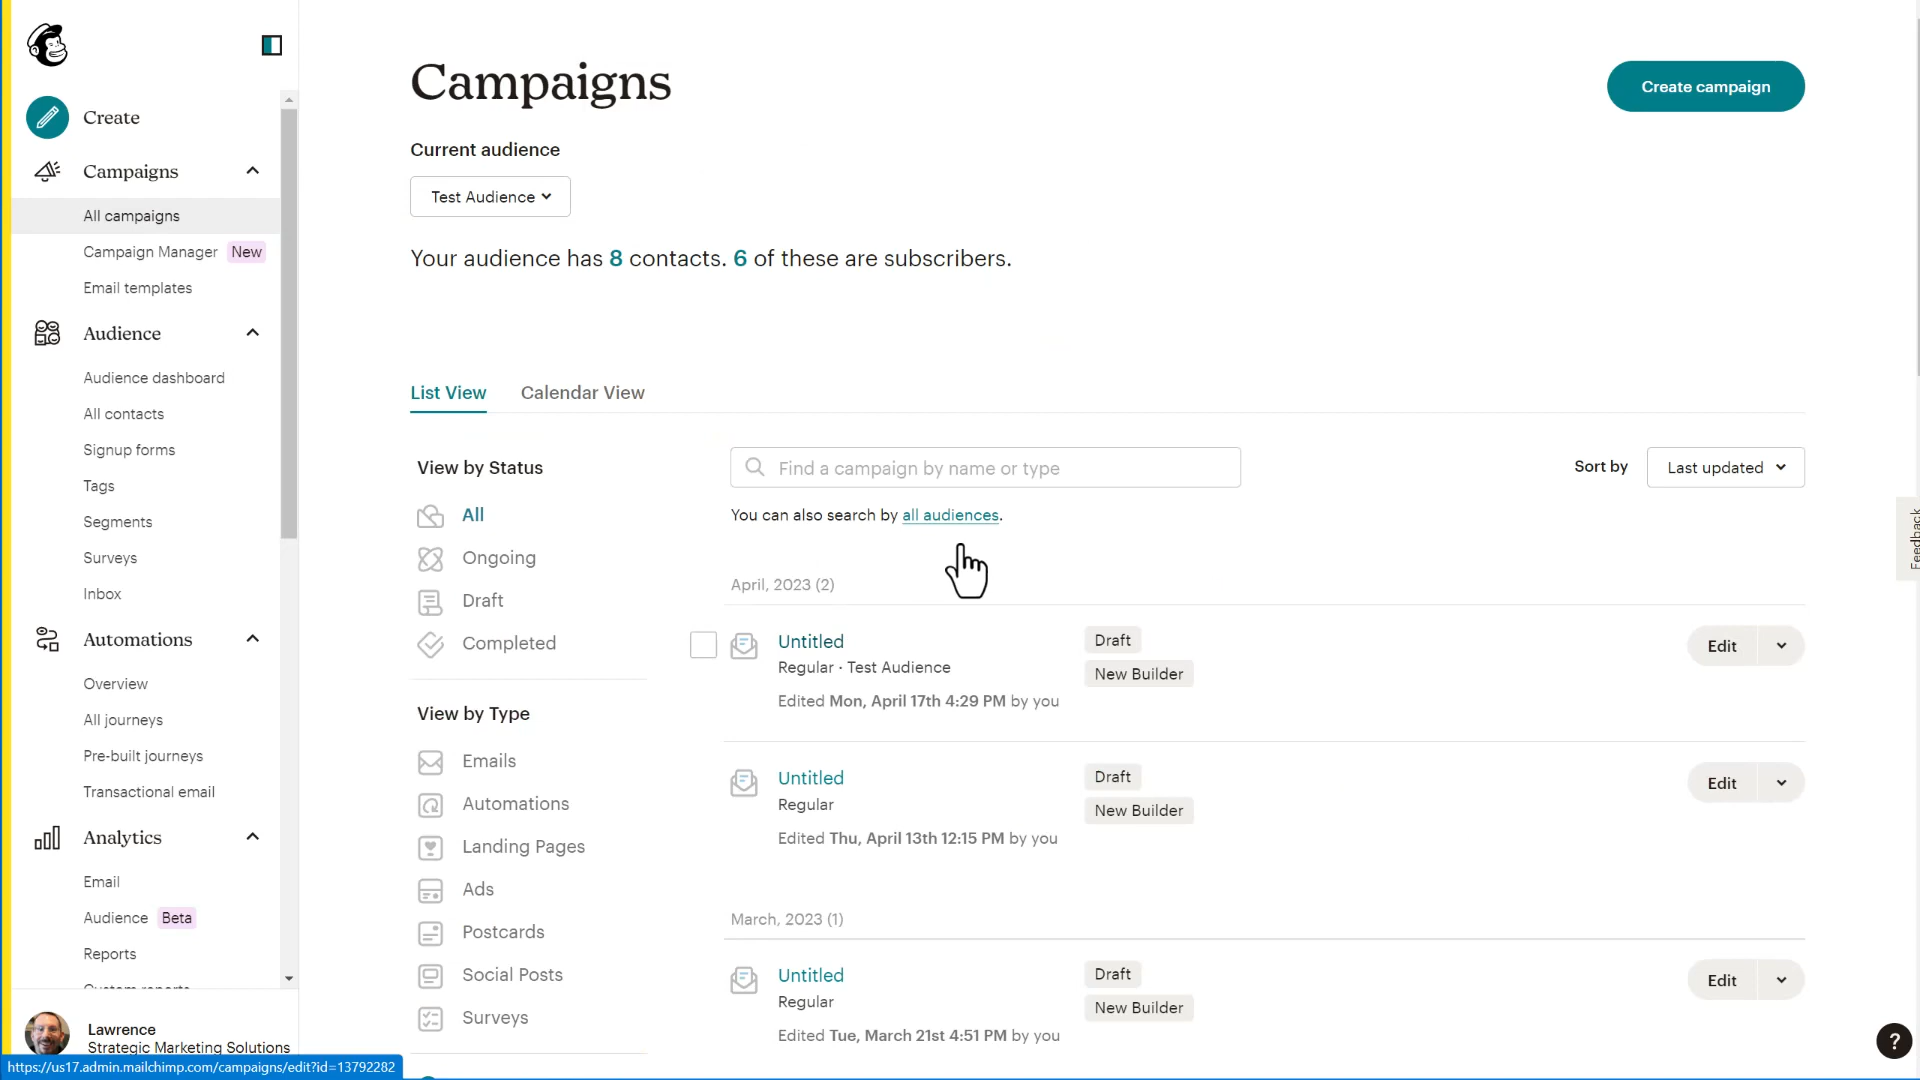 Create
Campaigns
All campaigns
Campaign Manager New
Email templates
Audience
Audience dashboard
All contacts
Signup forms
Tags
Segments
Surveys
Inbox
Automations
Overview
All journeys
Pre-built journeys
Transactional email
Analytics
Email
Audience Beta
Reports
Custom reports
Lawrence
Strategic Marketing Solutions
https://us17.admin.mailchimp.com/campaigns/edit?id=13792282
Campaigns
Create campaign
Current audience
Test Audience
Your audience has 8 contacts. 6 of these are subscribers.
List View Calendar View
View by Status
All
Ongoing
Draft
Completed
View by Type
Emails
Automations
Landing Pages
Ads
Postcards
Social Posts
Surveys
Find a campaign by name or type
Sort by Last updated
You can also search by all audiences.
April, 2023 (2)
Untitled
Regular · Test Audience
Edited Mon, April 17th 4:29 PM by you
Draft
New Builder
Edit
Untitled
Regular
Edited Thu, April 13th 12:15 PM by you
Draft
New Builder
Edit
March, 2023 (1)
Untitled
Regular
Edited Tue, March 21st 4:51 PM by you
Draft
New Builder
Edit
Feedback
?